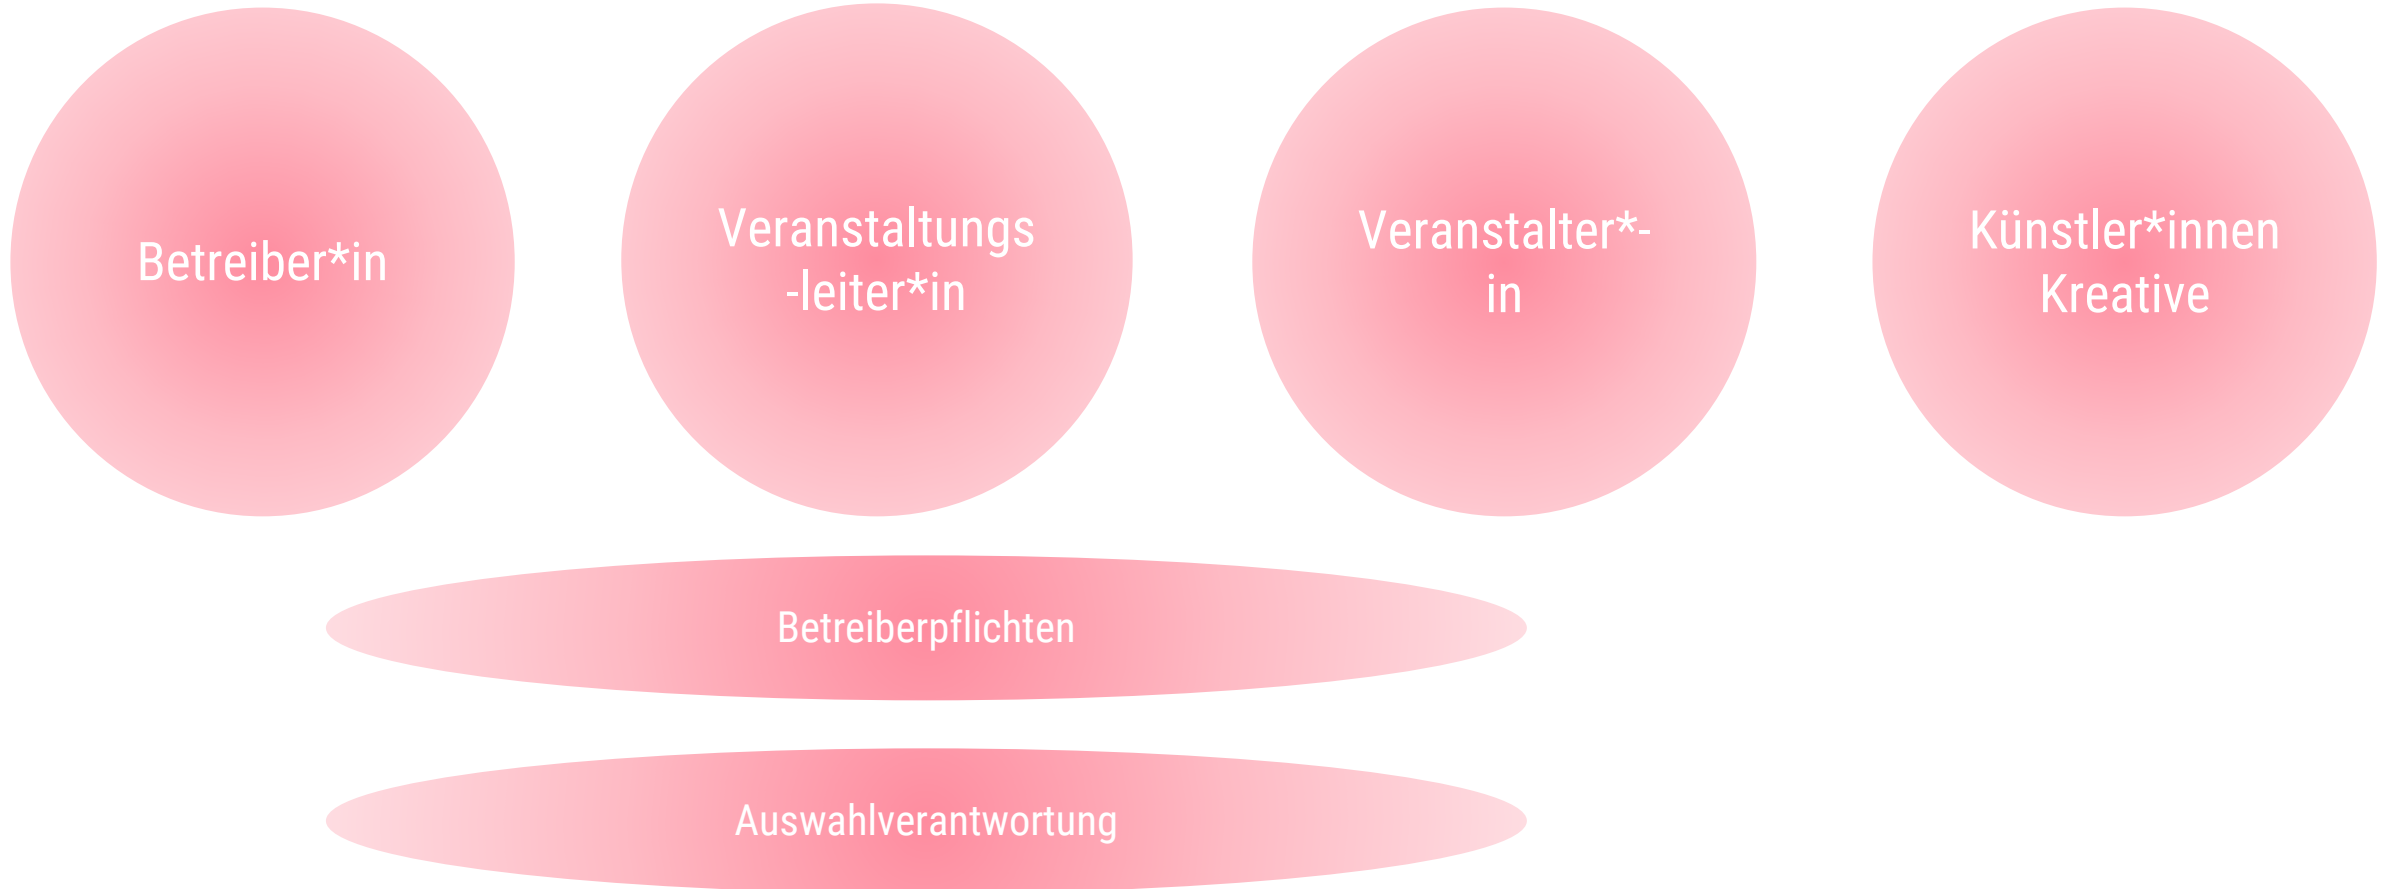 Betreiber*in
Veranstaltungs
-leiter*in
Veranstalter*-
in
Künstler*innen
Kreative
Betreiberpflichten
Auswahlverantwortung